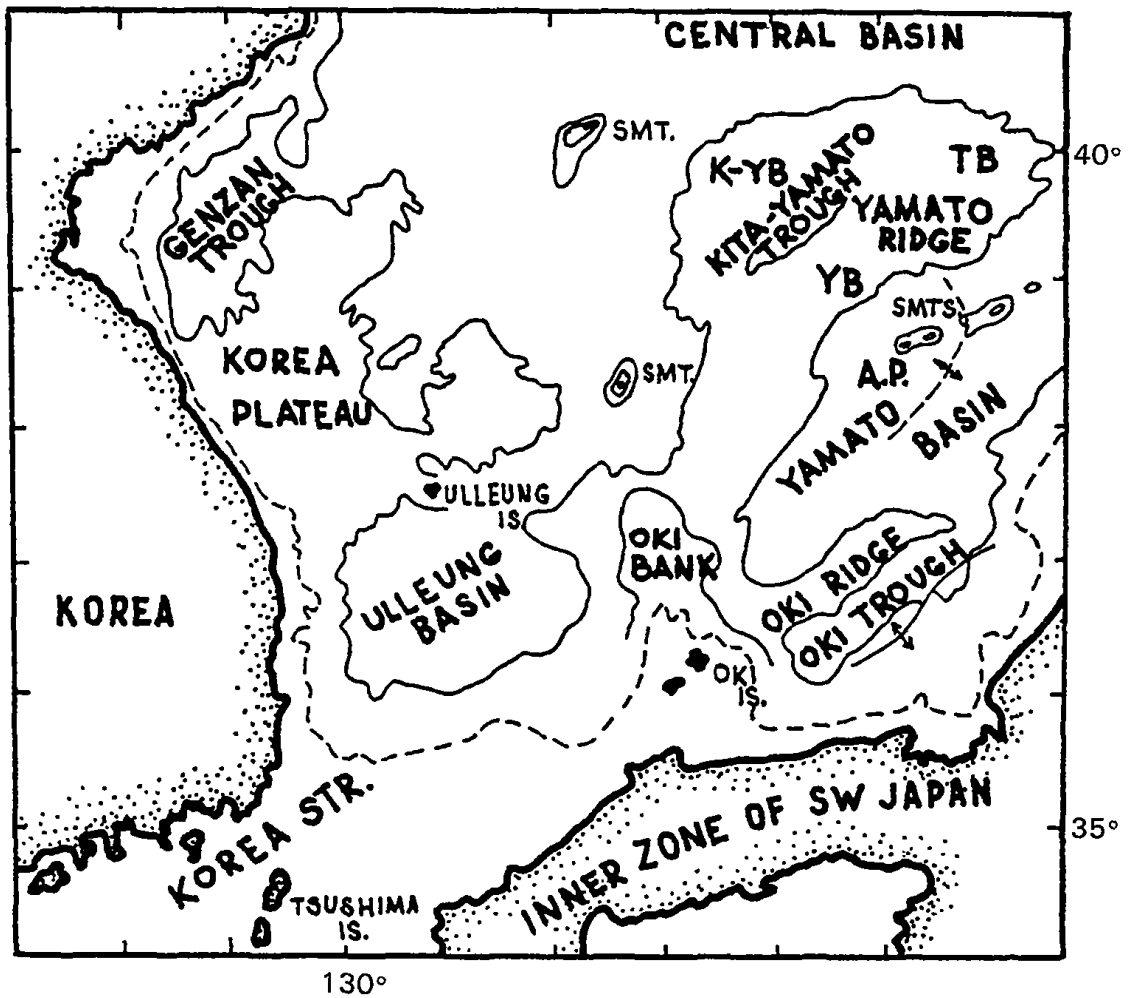 CENTRAL BASIN
SMT.
40°
K-YB
TB
KITA-YAMATO
TROUGH
YAMATO
RIDGE
GENZAN
TROUGH
YB
SMTS.
KOREA
PLATEAU
SMT.
A.P.
YAMATO BASIN
ULLEUNG
IS.
OKI
BANK
ULLEUNG
BASIN
OKI RIDGE
OKI TROUGH
KOREA
OKI
IS.
KOREA STR.
INNER ZONE OF SW JAPAN
35°
TSUSHIMA
IS.
130°